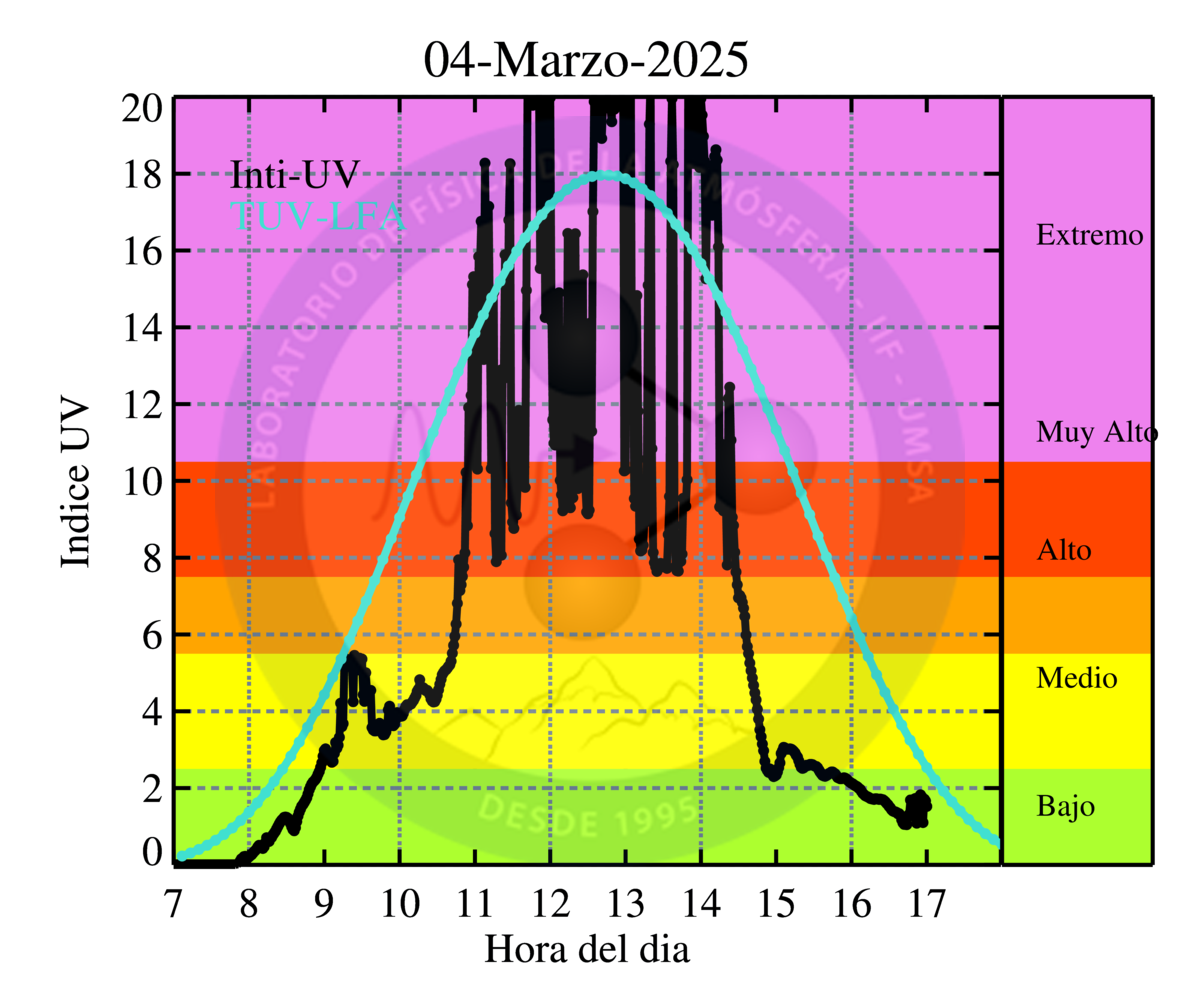 04-Marzo-2025
20
18
16
14
12
10
8
6
4
2
0
Indice UV
Inti-UV
TUV-LFA
LABORATORIO DE FÍSICA DE LA ATMÓSFERA - IIF - UMSA
DESDE 1995
Extremo
Muy Alto
Alto
Medio
Bajo
7 8 9 10 11 12 13 14 15 16 17
Hora del dia